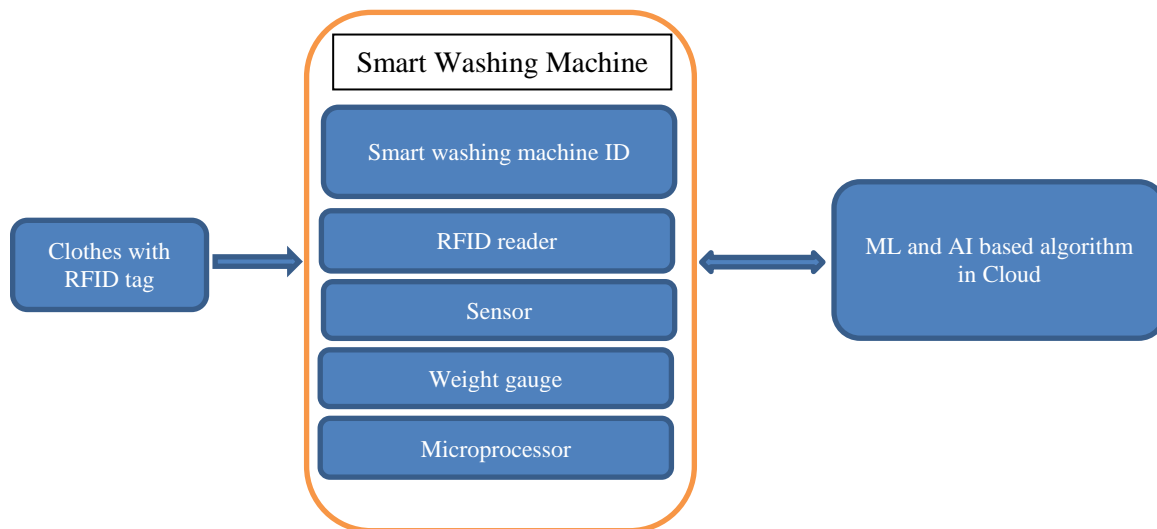 Smart Washing Machine
Smart washing machine ID
Clothes with
RFID tag
RFID reader
Sensor
Weight gauge
Microprocessor
ML and AI based algorithm
in Cloud